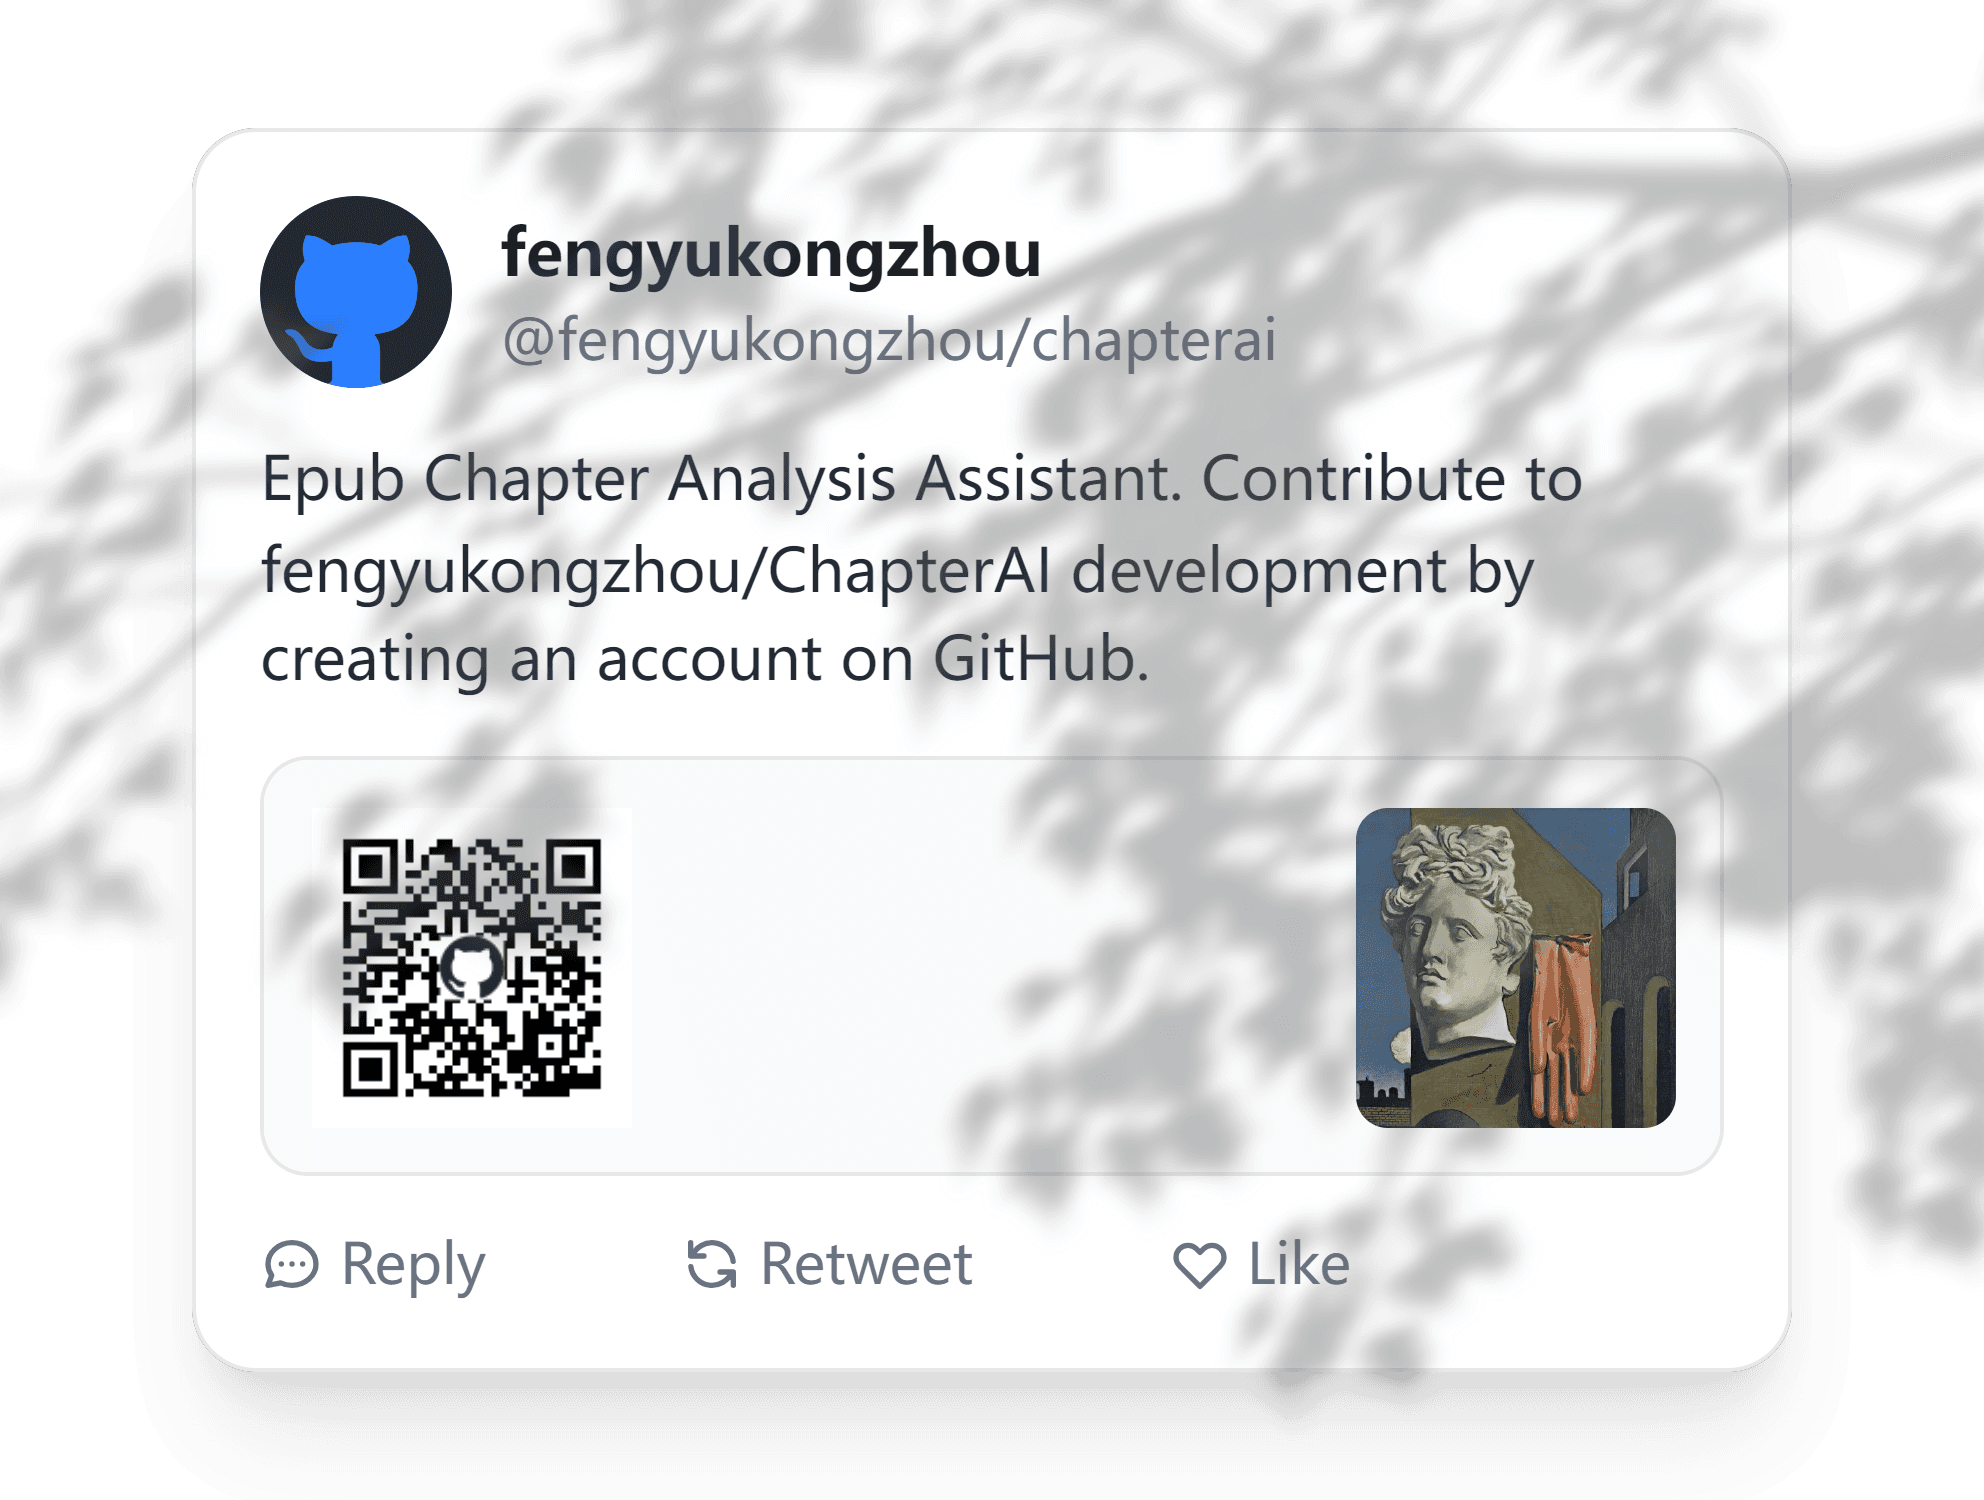 fengyukongzhou
@fengyukongzhou/chapterai
Epub Chapter Analysis Assistant. Contribute to
fengyukongzhou/ChapterAI development by
creating an account on GitHub.
Reply
Retweet
Like